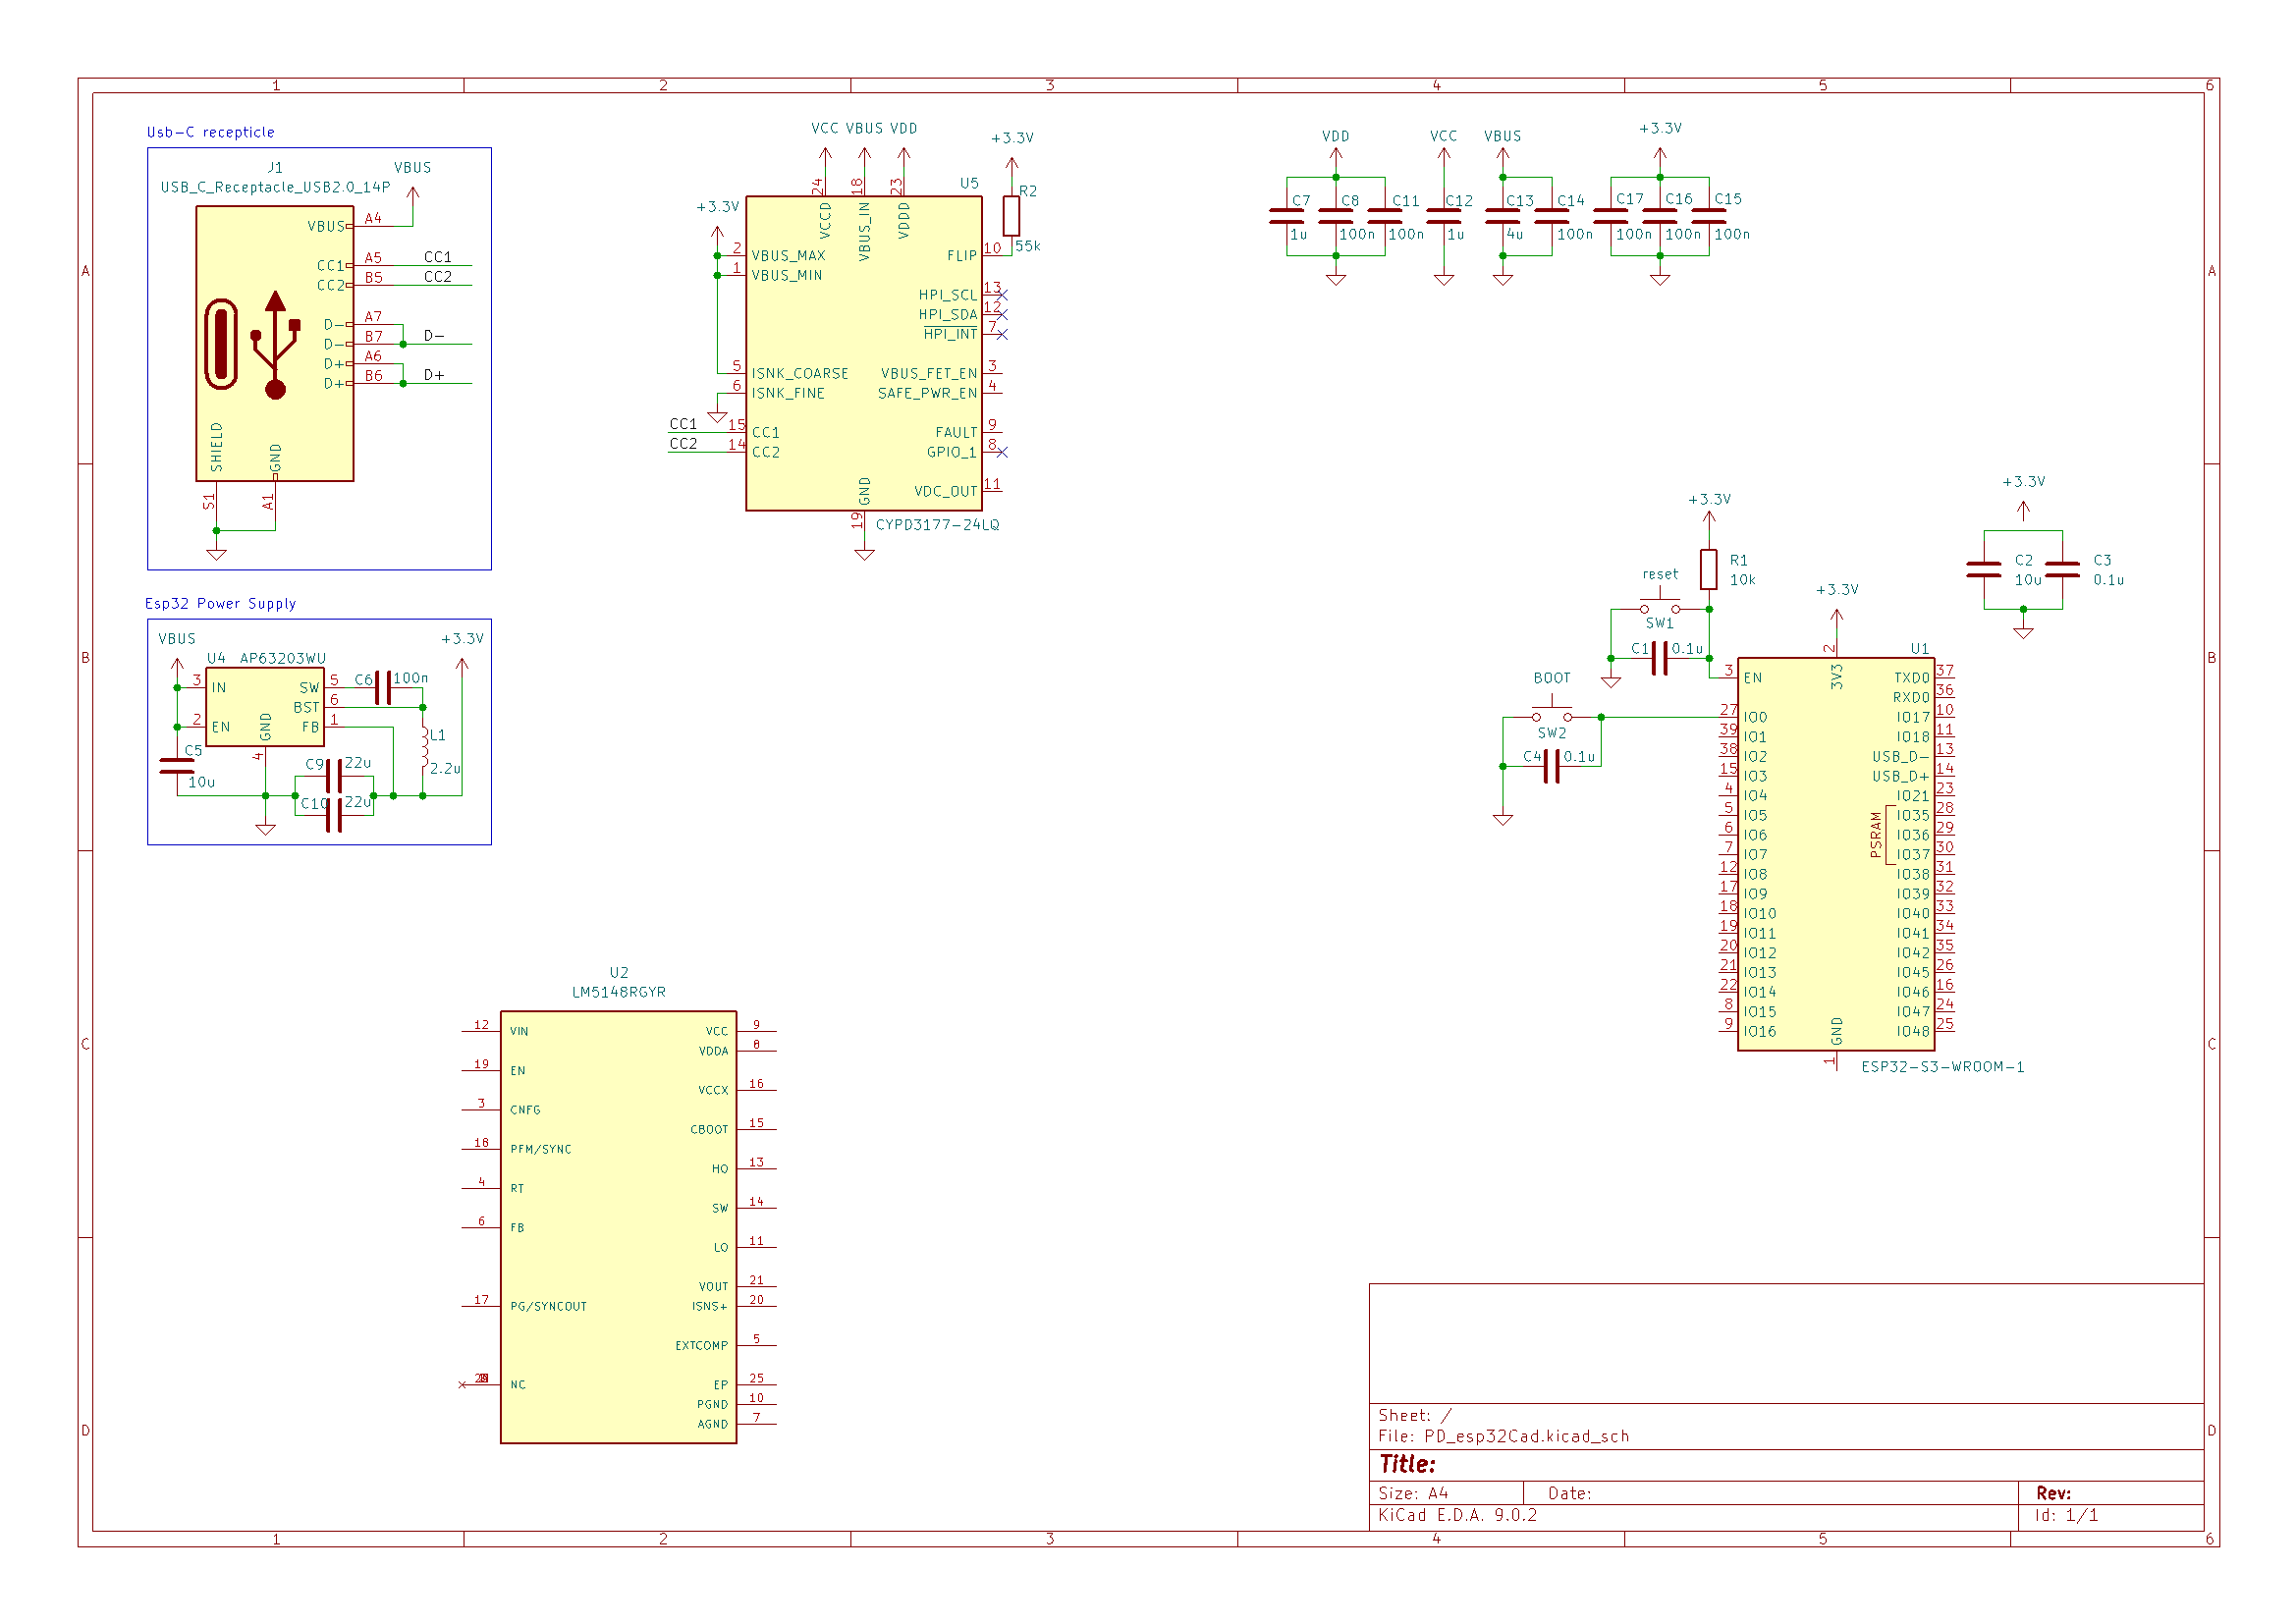 1 2 3 4 5 6
A
B
C
D
Usb-C recepticle
J1
USB_C_Receptacle_USB2.0_14P
VBUS
VBUS A4
CC1 A5 CC1
CC2 B5 CC2
D- A7
D- B7 D-
D+ A6
D+ B6 D+
SHIELD
GND
S1
A1
Esp32 Power Supply
VBUS
+3.3V
U4 AP63203WU
3 IN
2 EN
SW 5
BST 6
FB 1
GND
4
C6 100n
C5
10u
L1
2.2u
C9 22u
C10 22u
VCC VBUS VDD
+3.3V
R2
55k
+3.3V
U5
24 18 23
VCCD
VBUS_IN
VDDD
2 VBUS_MAX
1 VBUS_MIN
5 ISNK_COARSE
6 ISNK_FINE
CC1 15 CC1
CC2 14 CC2
FLIP 10
HPI_SCL 13
HPI_SDA 12
HPI_INT 7
VBUS_FET_EN 3
SAFE_PWR_EN 4
FAULT 9
GPIO_1 8
VDC_OUT 11
GND
19
CYPD3177-24LQ
VDD
VCC
VBUS
+3.3V
C7 C8 C11 C12 C13 C14 C17 C16 C15
1u 100n 100n 1u 4u 100n 100n 100n 100n
+3.3V
R1
10k
reset
SW1
C1 0.1u
BOOT
SW2
C4 0.1u
+3.3V
C2
10u
C3
0.1u
+3.3V
2
3V3
U1
3 EN
27 IO0
39 IO1
38 IO2
15 IO3
4 IO4
5 IO5
6 IO6
7 IO7
12 IO8
17 IO9
18 IO10
19 IO11
20 IO12
21 IO13
22 IO14
8 IO15
9 IO16
TXD0 37
RXD0 36
IO17 10
IO18 11
USB_D- 13
USB_D+ 14
IO21 23
IO35 28
IO36 29
IO37 30
IO38 31
IO39 32
IO40 33
IO41 34
IO42 35
IO45 26
IO46 16
IO47 24
IO48 25
PSRAM
GND
1
ESP32-S3-WROOM-1
U2
LM5148RGYR
12 VIN
19 EN
3 CNFG
18 PFM/SYNC
4 RT
6 FB
17 PG/SYNCOUT
NC
VCC 9
VDDA 8
VCCX 16
CBOOT 15
HO 13
SW 14
LO 11
VOUT 21
ISNS+ 20
EXTCOMP 5
EP 25
PGND 10
AGND 7
Sheet: /
File: PD_esp32Cad.kicad_sch
Title:
Size: A4 Date: Rev:
KiCad E.D.A. 9.0.2 Id: 1/1
A
B
C
D
1 2 3 4 5 6